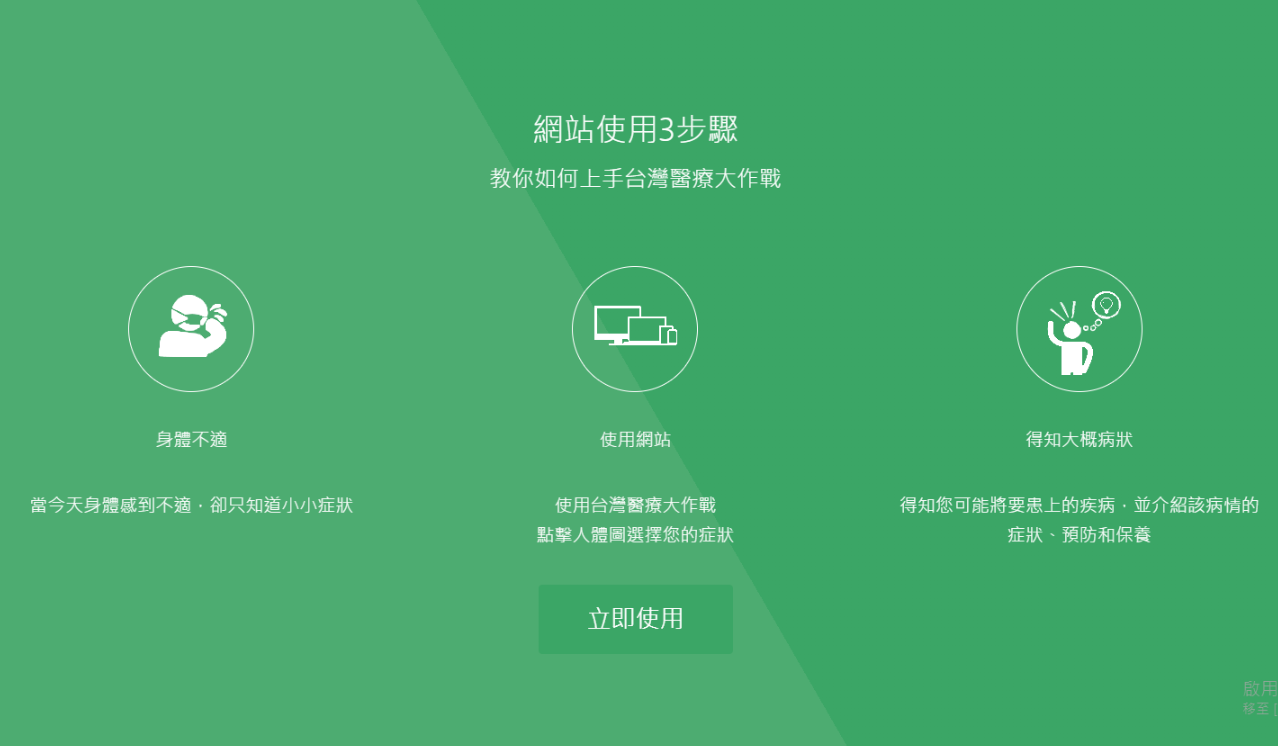 網站使用3步驟
教你如何上手台灣醫療大作戰
身體不適
使用網站
得知大概病狀
當今天身體感到不適，卻只知道小小症狀
使用台灣醫療大作戰
點擊人體圖選擇您的症狀
得知您可能將要患上的疾病，並介紹該病情的
症狀、預防和保養
立即使用
啟用
移至 [